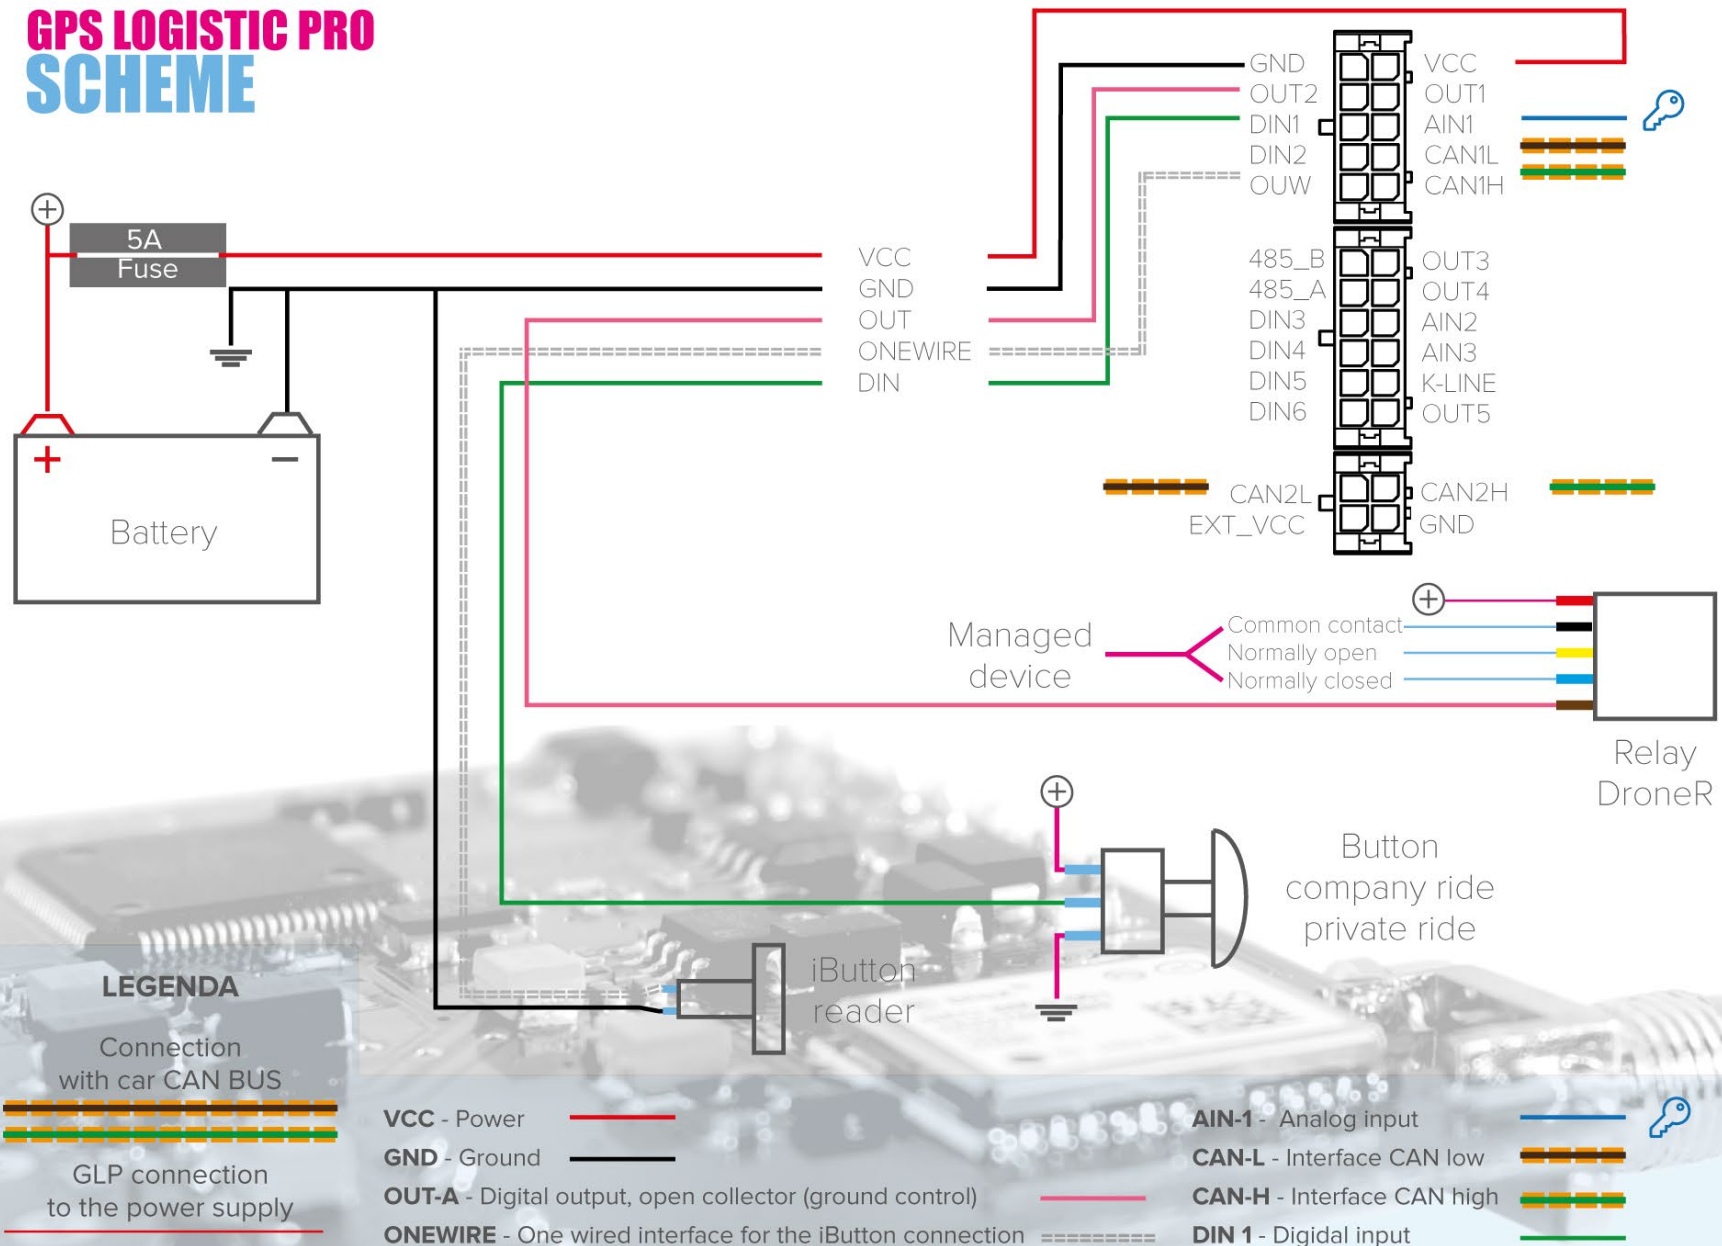 GPS LOGISTIC PRO
SCHEME
GND
VCC
OUT2
OUT1
DIN1
AIN1
DIN2
CAN1L
OUW
CAN1H
5A
Fuse
VCC
GND
OUT
ONEWIRE
DIN
485_B
OUT3
485_A
OUT4
DIN3
AIN2
DIN4
AIN3
DIN5
K-LINE
DIN6
OUT5
CAN2L
CAN2H
EXT_VCC
GND
+
−
Battery
Managed
device
Common contact
Normally open
Normally closed
Relay
DroneR
Button
company ride
private ride
iButton
reader
LEGENDA
Connection
with car CAN BUS
GLP connection
to the power supply
VCC - Power
GND - Ground
OUT-A - Digital output, open collector (ground control)
ONEWIRE - One wired interface for the iButton connection
AIN-1 - Analog input
CAN-L - Interface CAN low
CAN-H - Interface CAN high
DIN 1 - Digidal input